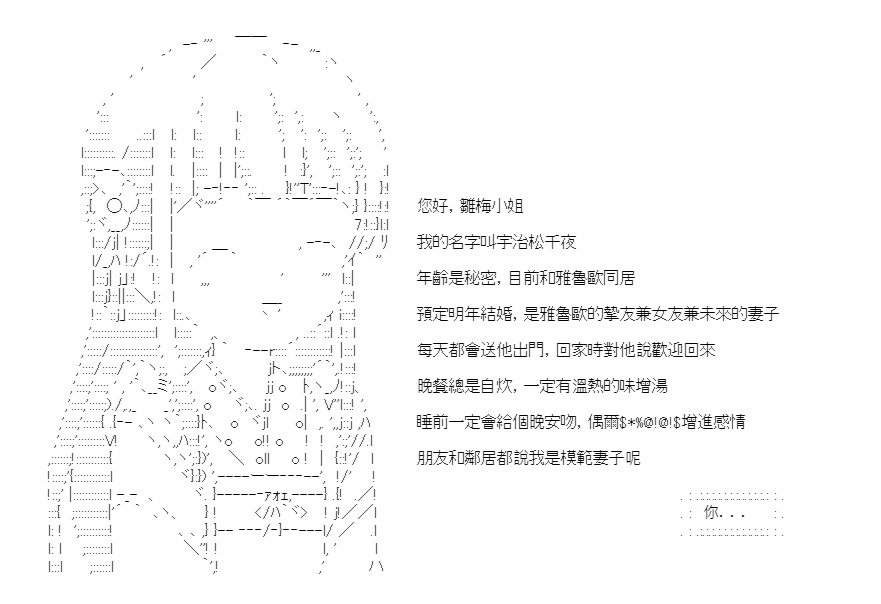 您好, 雛梅小姐
我的名字叫宇治松千夜
年齡是秘密, 目前和雅魯歐同居
預定明年結婚, 是雅魯歐的摯友兼女友兼未來的妻子
每天都會送他出門, 回家時對他說歡迎回來
晚餐總是自炊, 一定有溫熱的味增湯
睡前一定會給個晚安吻, 偶爾$*%@!@!$增進感情
朋友和鄰居都說我是模範妻子呢
你...